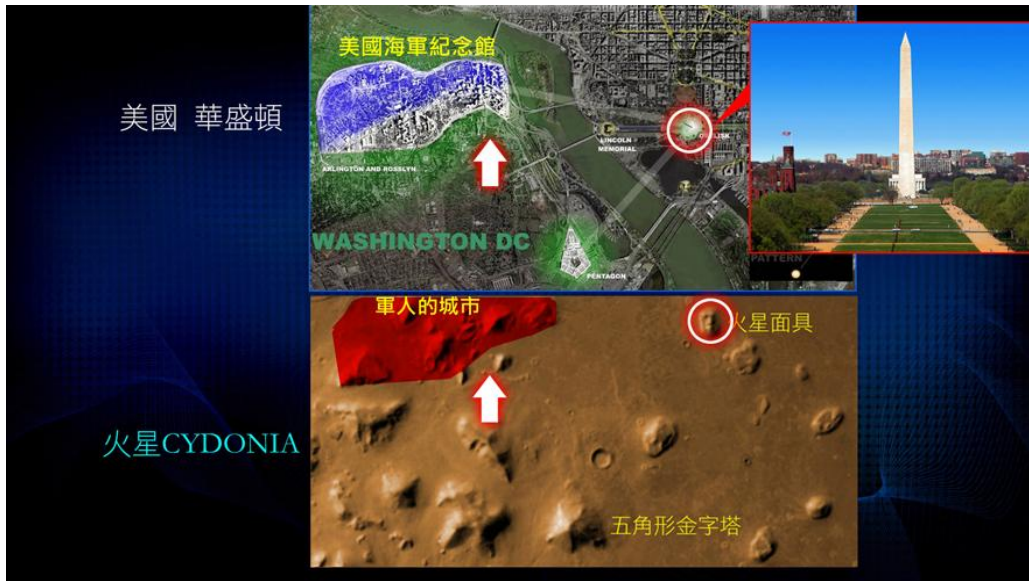 美國海軍紀念館
美國 華盛頓
LINCOLN
MEMORIAL
ARLINGTON AND ROSSLYN
WASHINGTON DC
PENTAGON
PATTERN
軍人的城市
火星面具
火星CYDONIA
五角形金字塔